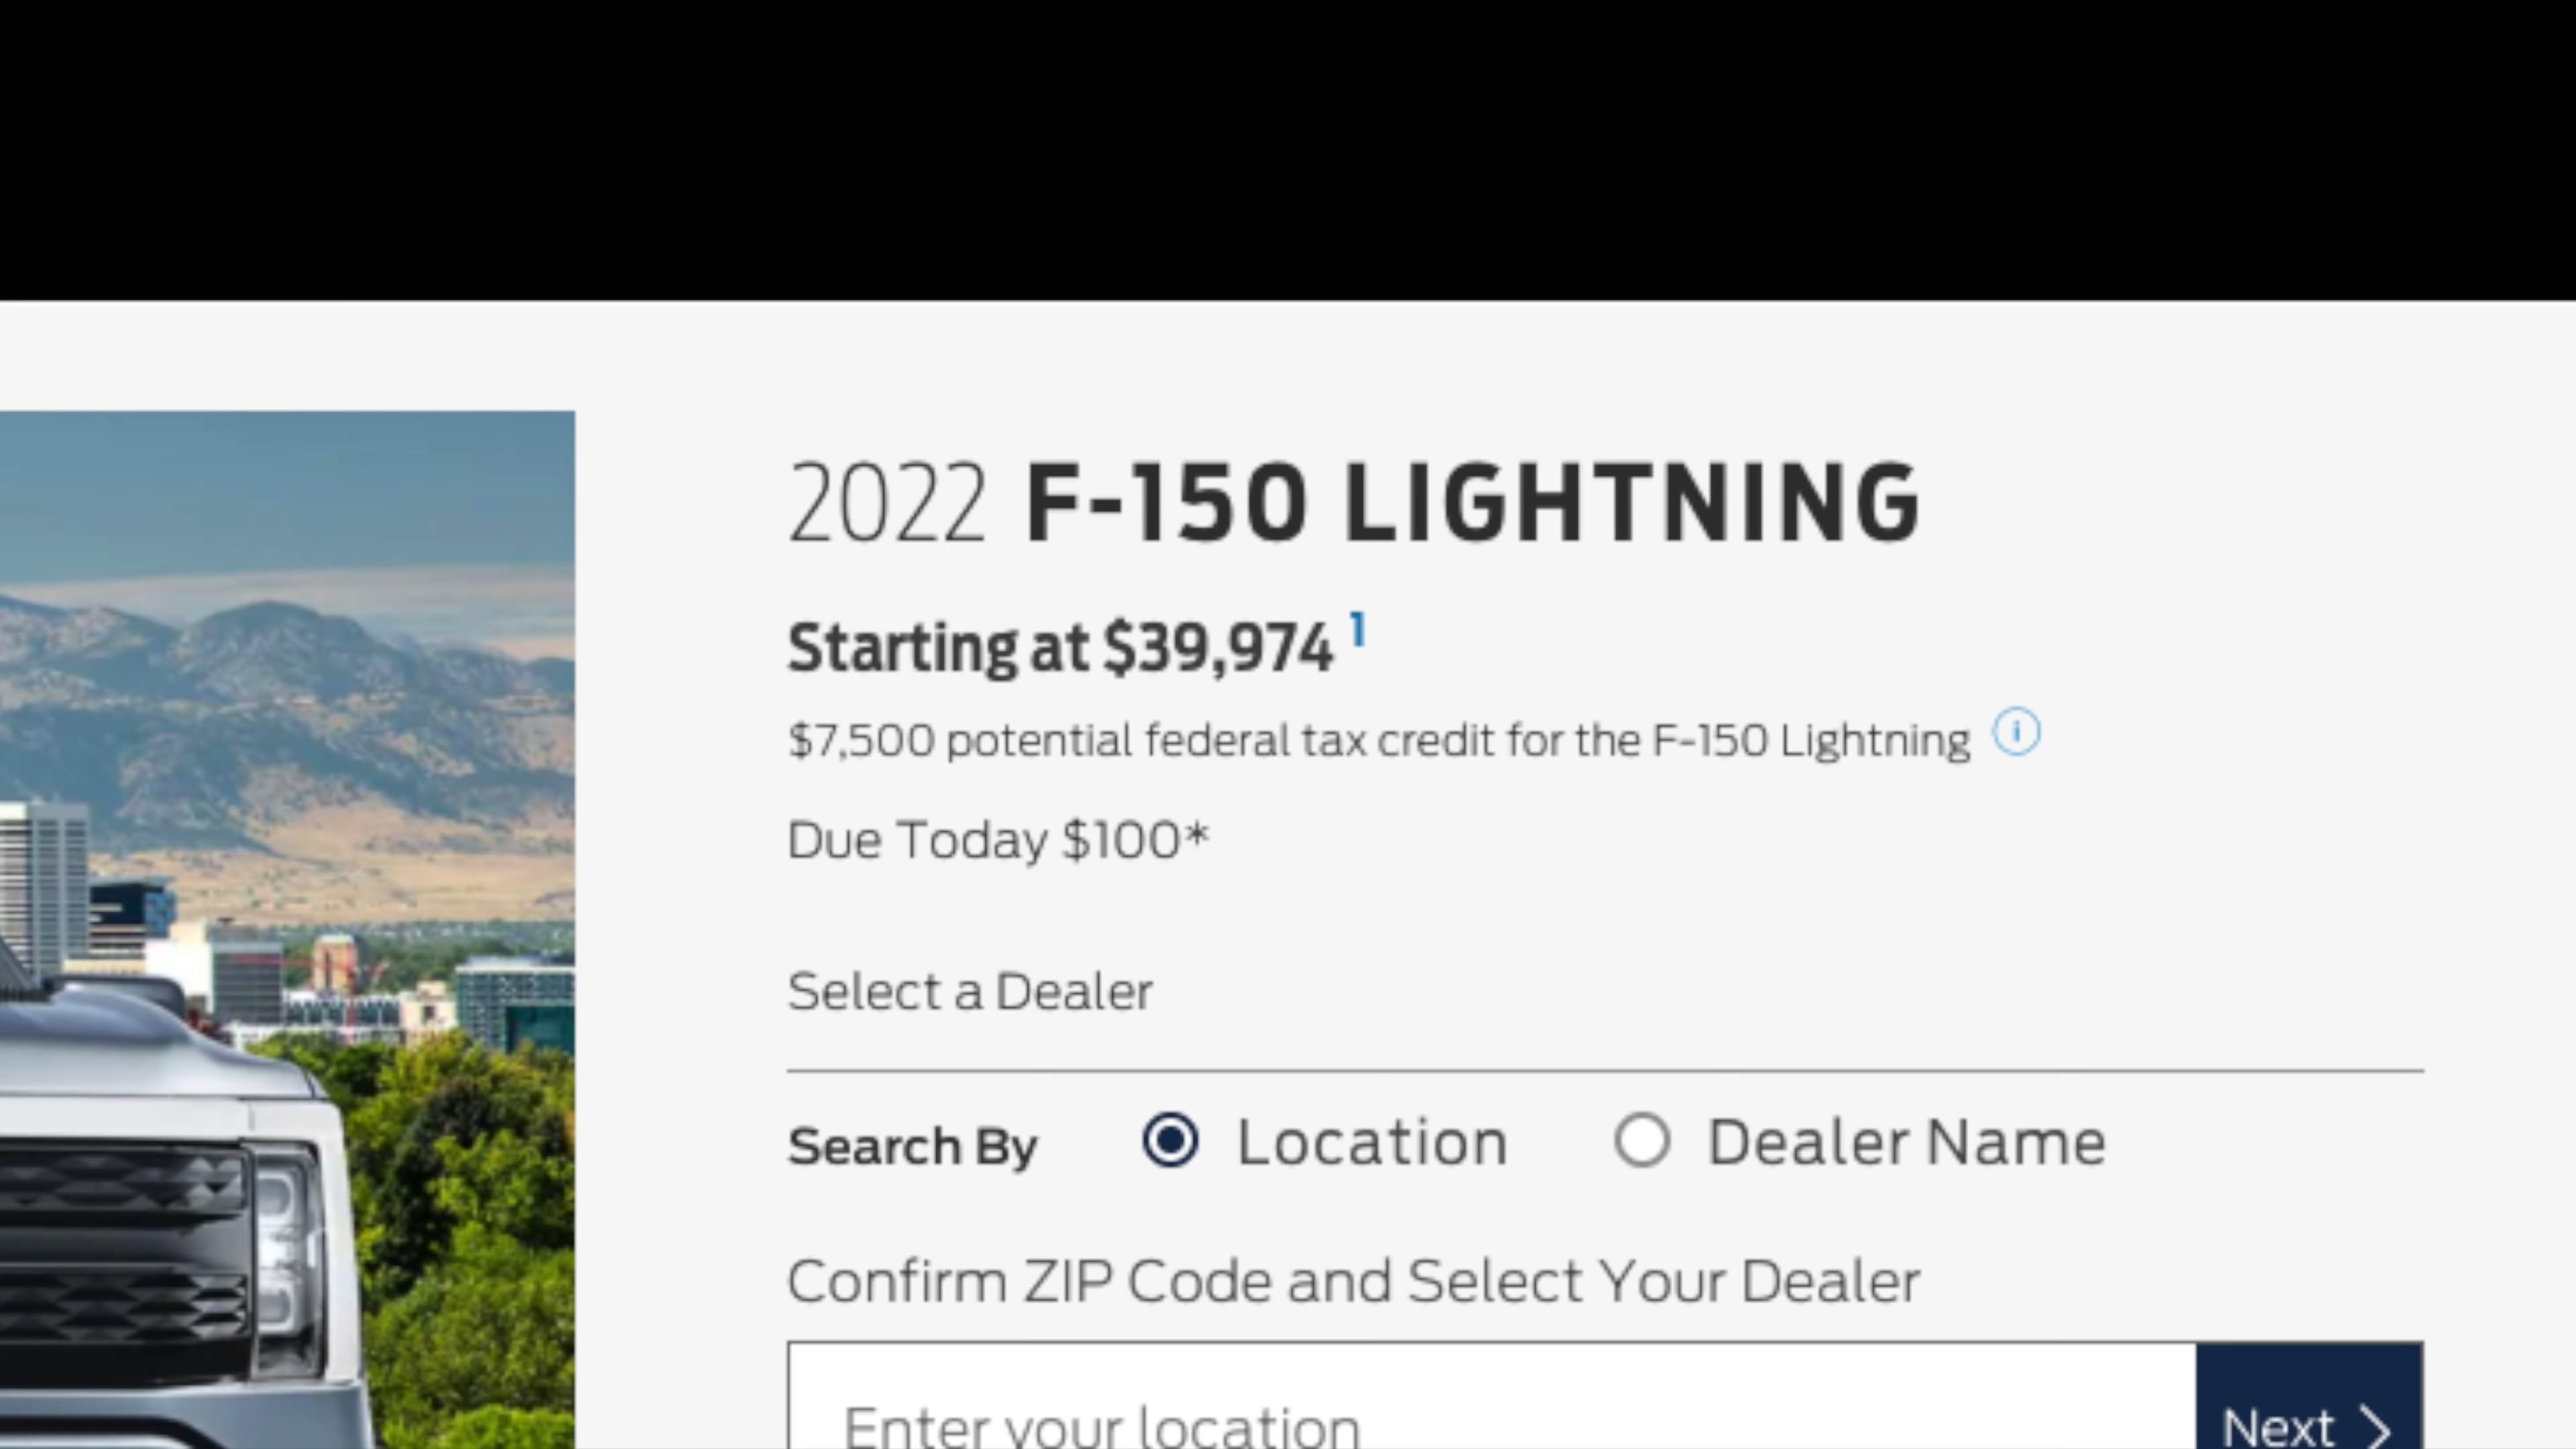 2022 F-150 LIGHTNING
Starting at $39,974 1
$7,500 potential federal tax credit for the F-150 Lightning i
Due Today $100*
Select a Dealer
Search By Location Dealer Name
Confirm ZIP Code and Select Your Dealer
Enter your location Next